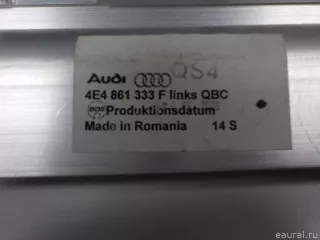 QS4
Audi
4E4 861 333 F links QBC
Produktionsdatum
Made in Romania 14 S
eaural.ru